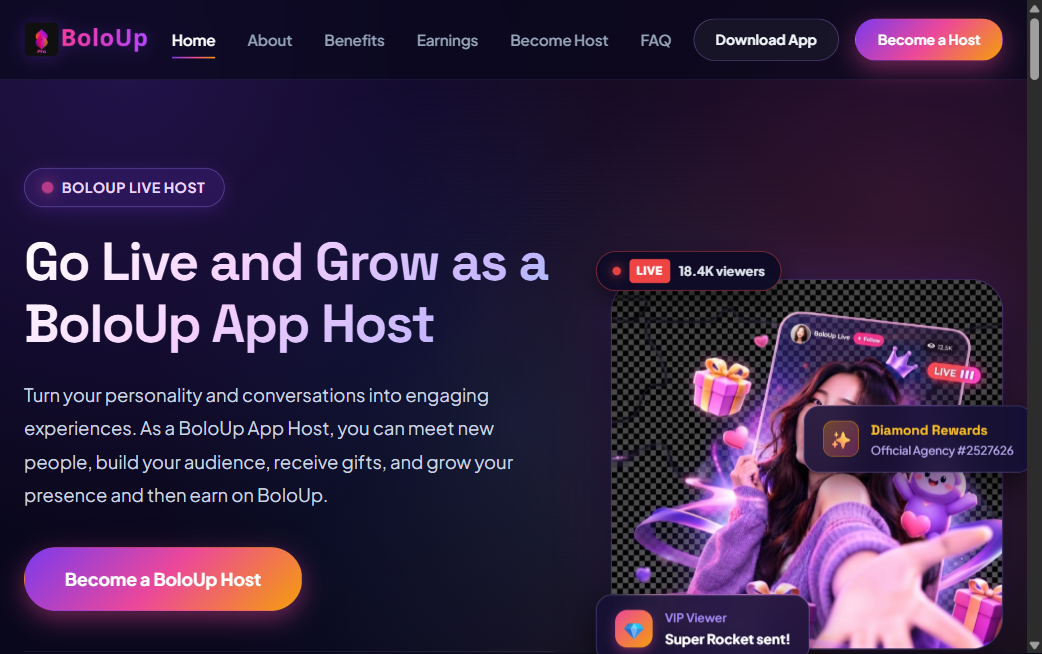 BoloUp
Home
About
Benefits
Earnings
Become Host
FAQ
Download App
Become a Host
BOLOUP LIVE HOST
Go Live and Grow as a
BoloUp App Host
Turn your personality and conversations into engaging
experiences. As a BoloUp App Host, you can meet new
people, build your audience, receive gifts, and grow your
presence and then earn on BoloUp.
Become a BoloUp Host
LIVE 18.4K viewers
BoloUp Live
+ Follow
12.5K
LIVE
Diamond Rewards
Official Agency #2527626
VIP Viewer
Super Rocket sent!